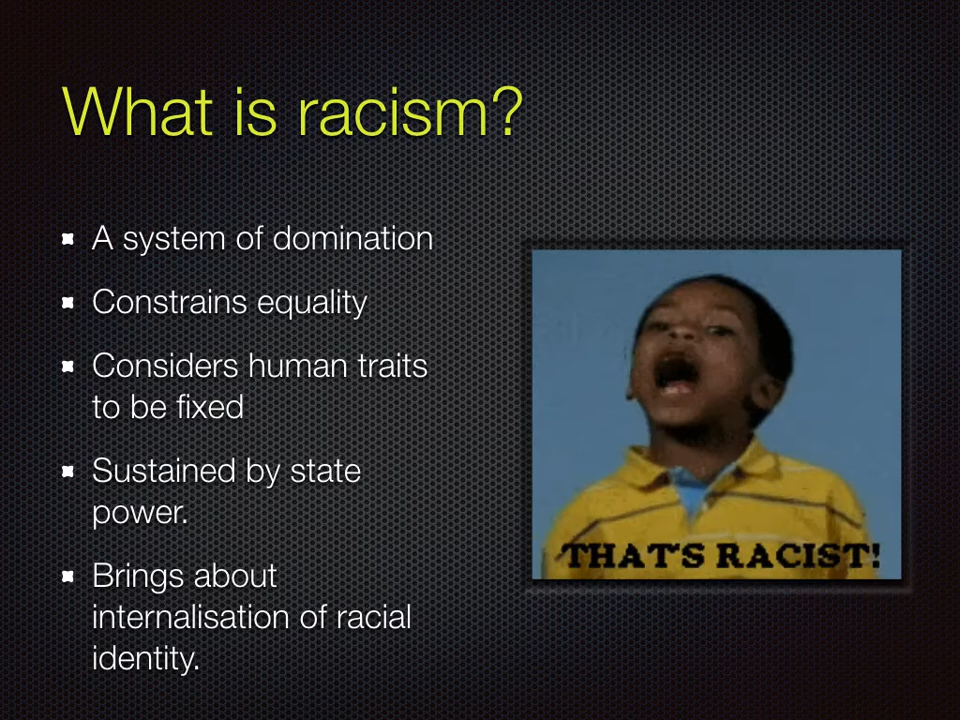 What is racism?
A system of domination
Constrains equality
Considers human traits
to be fixed
Sustained by state
power.
Brings about
internalisation of racial
identity.
THAT'S RACIST!